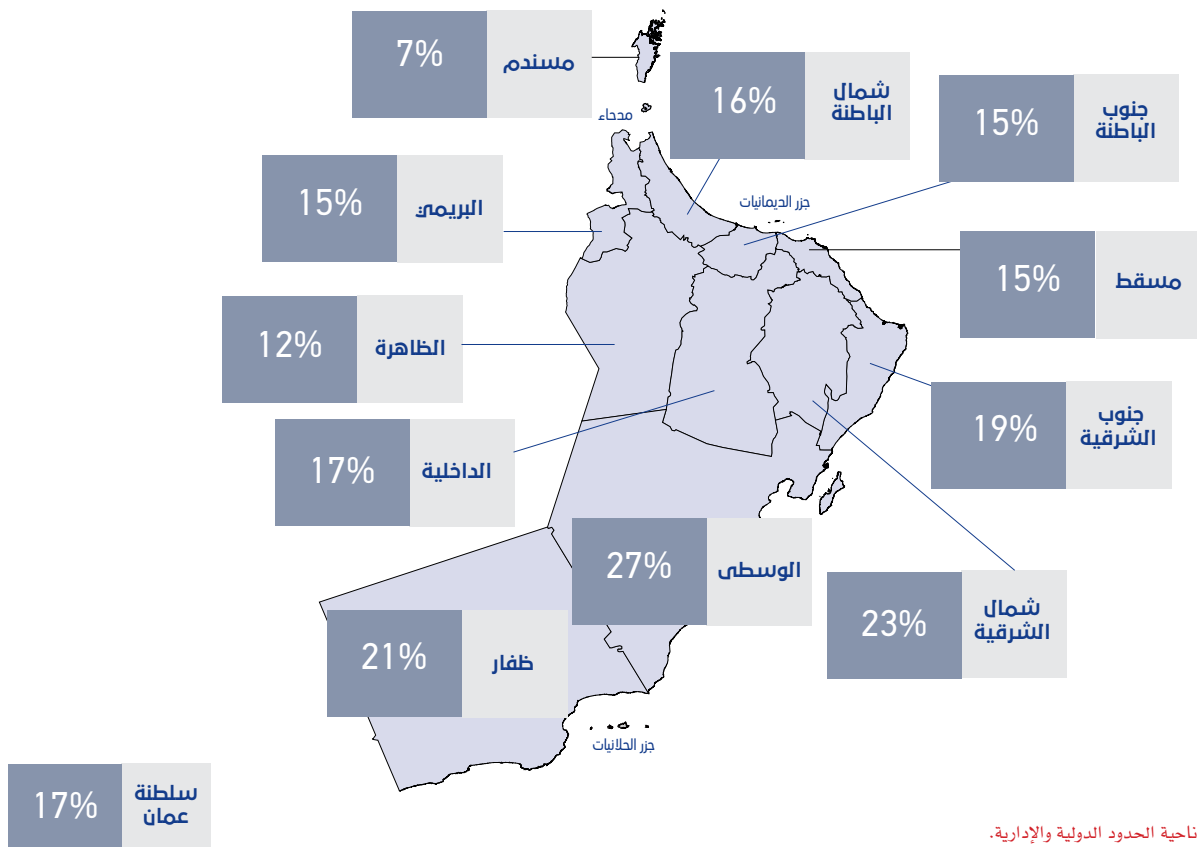 7%
مسندم
16%
شمال
الباطنة
15%
جنوب
الباطنة
مدحاء
15%
البريمي
جزر الديمانيات
15%
مسقط
12%
الظاهرة
19%
جنوب
الشرقية
17%
الداخلية
27%
الوسطى
23%
شمال
الشرقية
21%
ظفار
جزر الحلانيات
17%
سلطنة
عمان
ناحية الحدود الدولية والإدارية.